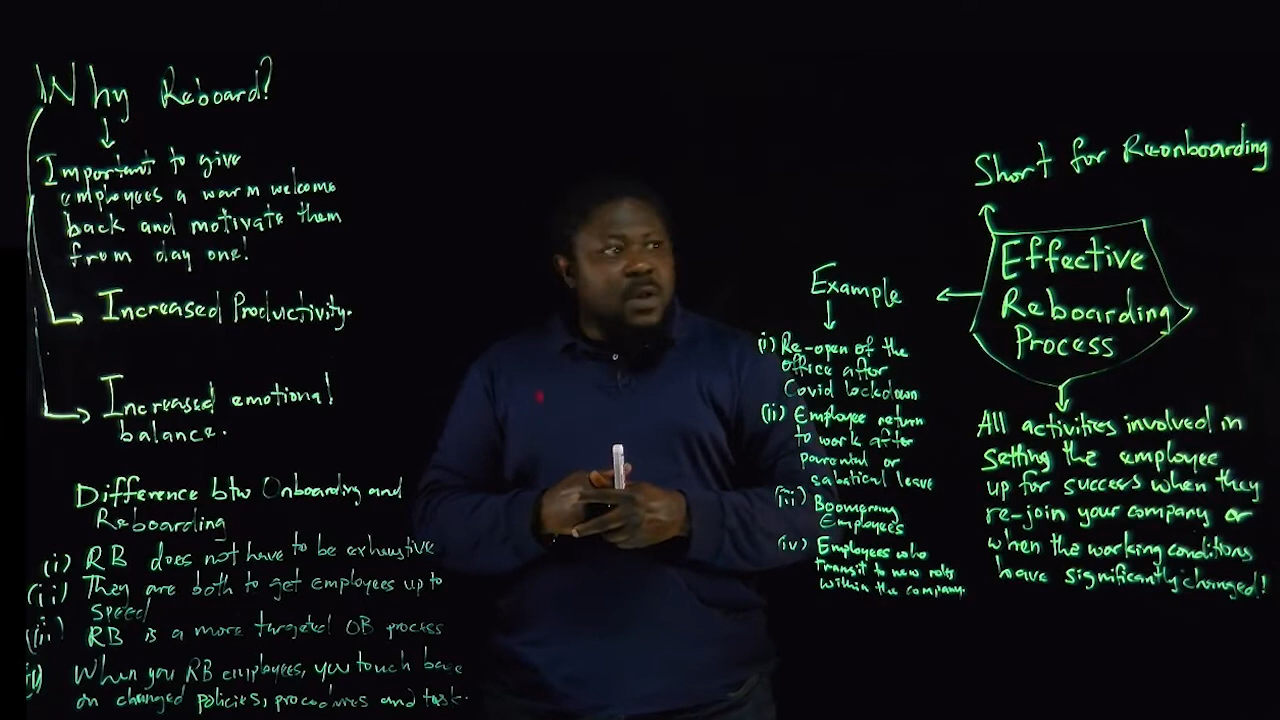 Why Reboard?
Important to give
employees a warm welcome
back and motivate them
from day one!
Increased Productivity.
Increased emotional
balance.
Difference btw Onboarding and
Reboarding
(i) RB does not have to be exhaustive
(ii) They are both to get employees up to
speed
(iii) RB is a more targeted OB process
When you RB employees, you touch base
on changed policies, procedures and task.
Example
(i) Re-open of the
office after
Covid lockdown
(ii) Employee return
to work after
parental or
sabatical leave
(iii) Boomerang
Employees
(iv) Employees who
transit to new roles
within the company.
Short for Reonboarding
Effective
Reboarding
Process
All activities involved in
setting the employee
up for success when they
re-join your company or
when the working conditions
have significantly changed!